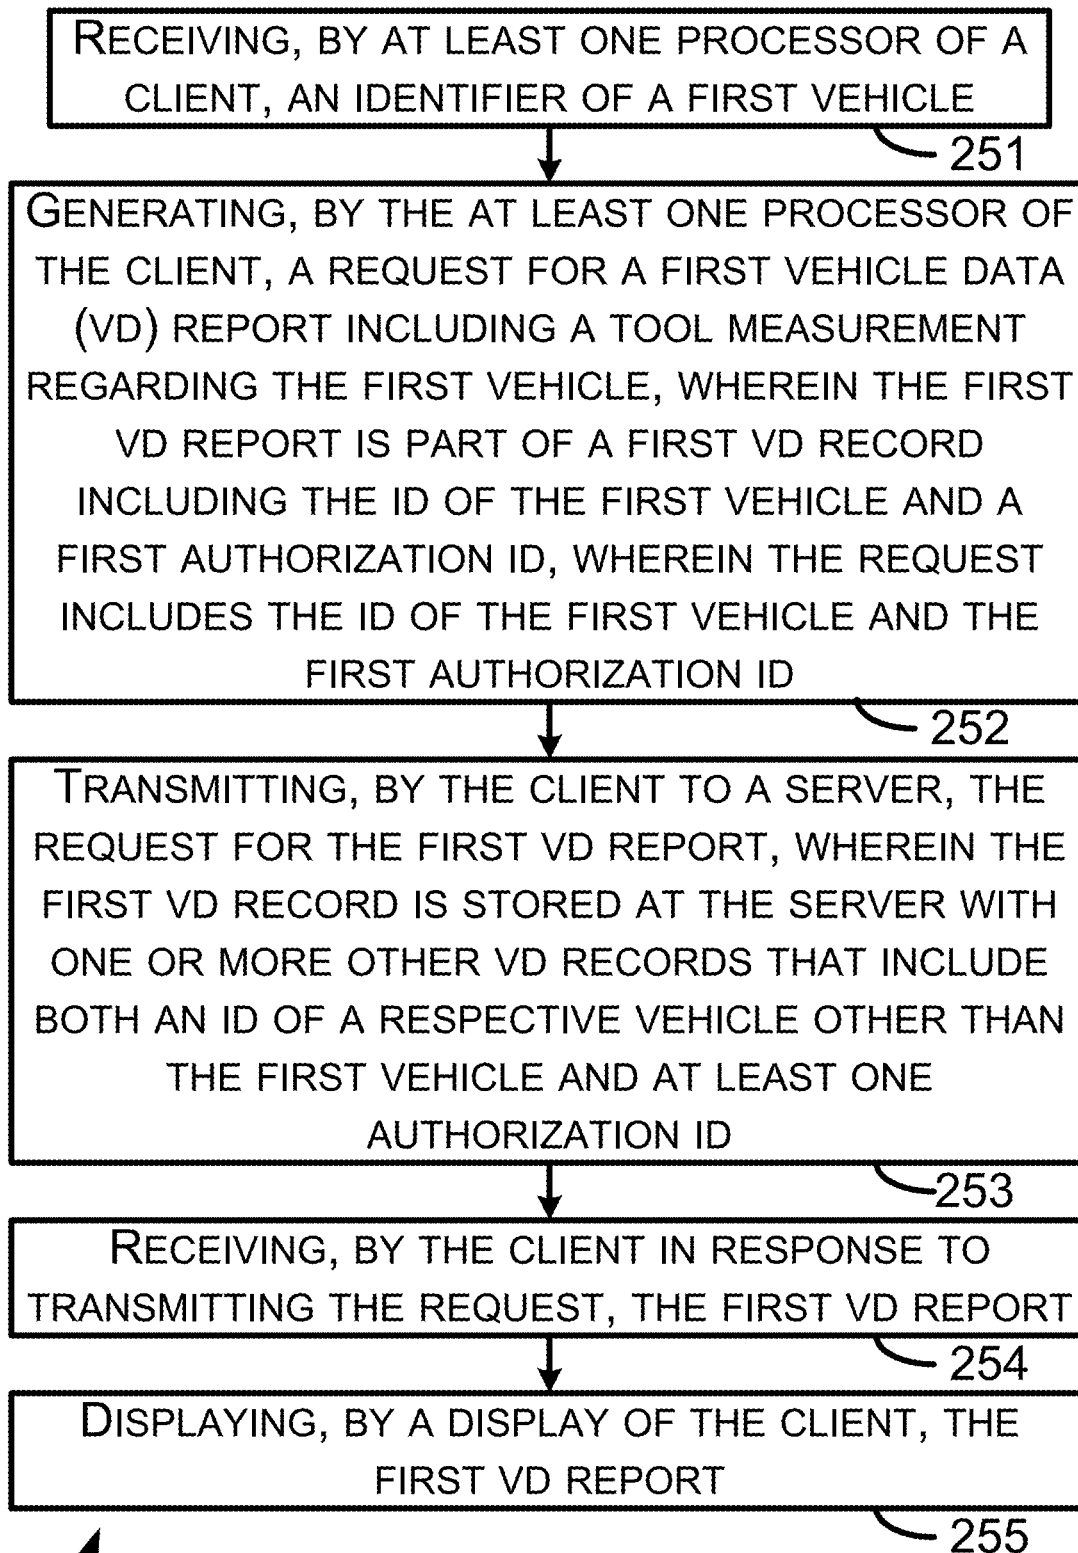 RECEIVING, BY AT LEAST ONE PROCESSOR OF A
CLIENT, AN IDENTIFIER OF A FIRST VEHICLE
251
GENERATING, BY THE AT LEAST ONE PROCESSOR OF
THE CLIENT, A REQUEST FOR A FIRST VEHICLE DATA
(VD) REPORT INCLUDING A TOOL MEASUREMENT
REGARDING THE FIRST VEHICLE, WHEREIN THE FIRST
VD REPORT IS PART OF A FIRST VD RECORD
INCLUDING THE ID OF THE FIRST VEHICLE AND A
FIRST AUTHORIZATION ID, WHEREIN THE REQUEST
INCLUDES THE ID OF THE FIRST VEHICLE AND THE
FIRST AUTHORIZATION ID
252
TRANSMITTING, BY THE CLIENT TO A SERVER, THE
REQUEST FOR THE FIRST VD REPORT, WHEREIN THE
FIRST VD RECORD IS STORED AT THE SERVER WITH
ONE OR MORE OTHER VD RECORDS THAT INCLUDE
BOTH AN ID OF A RESPECTIVE VEHICLE OTHER THAN
THE FIRST VEHICLE AND AT LEAST ONE
AUTHORIZATION ID
253
RECEIVING, BY THE CLIENT IN RESPONSE TO
TRANSMITTING THE REQUEST, THE FIRST VD REPORT
254
DISPLAYING, BY A DISPLAY OF THE CLIENT, THE
FIRST VD REPORT
255